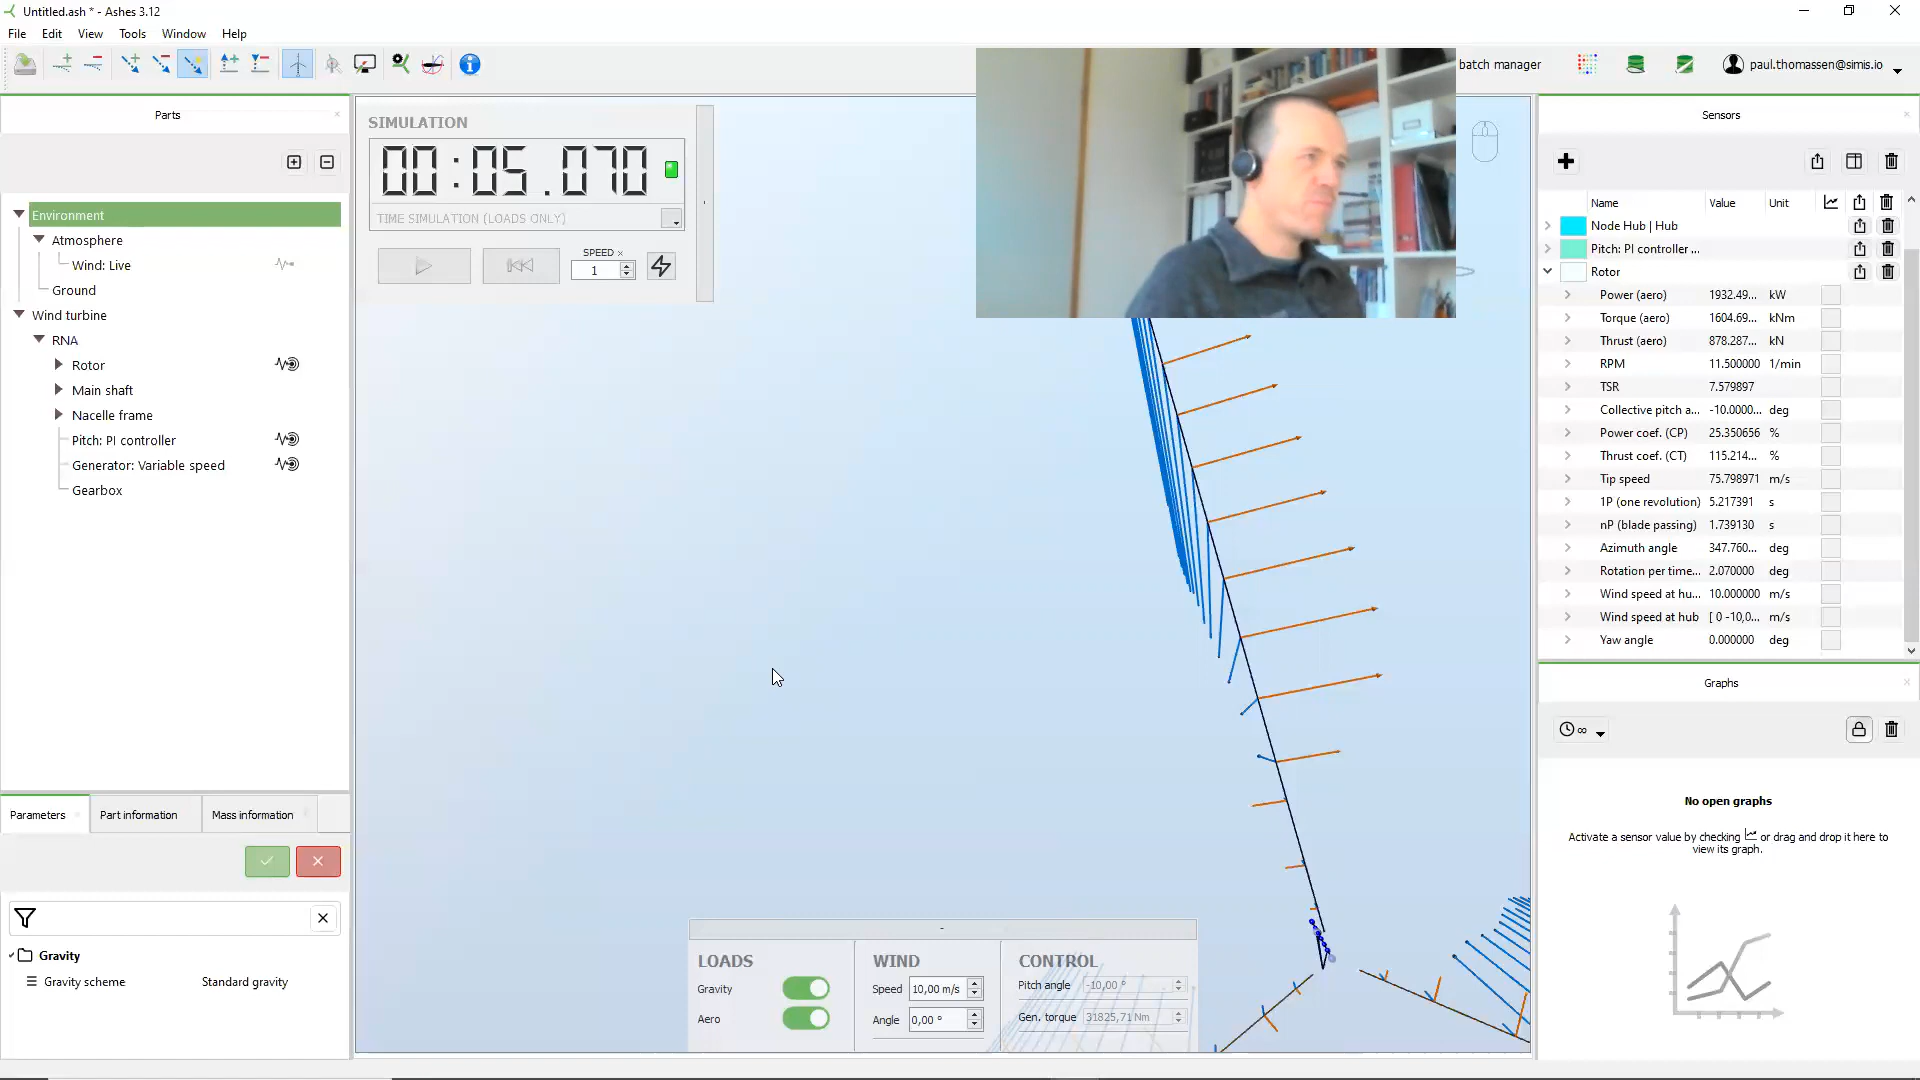 Untitled.ash * - Ashes 3.12
File Edit View Tools Window Help
batch manager
paul.thomassen@simis.io
Parts
Environment
Atmosphere
Wind: Live
Ground
Wind turbine
RNA
Rotor
Main shaft
Nacelle frame
Pitch: PI controller
Generator: Variable speed
Gearbox
Parameters Part information Mass information
Gravity
Gravity scheme Standard gravity
SIMULATION
00:05.070
TIME SIMULATION (LOADS ONLY)
SPEED ×
1
LOADS
Gravity
Aero
WIND
Speed 10,00 m/s
Angle 0,00 °
CONTROL
Pitch angle -10,00 °
Gen. torque 31825,71 Nm
Sensors
Name Value Unit
Node Hub | Hub
Pitch: PI controller ...
Rotor
Power (aero) 1932.49... kW
Torque (aero) 1604.69... kNm
Thrust (aero) 878.287... kN
RPM 11.500000 1/min
TSR 7.579897
Collective pitch a... -10.0000... deg
Power coef. (CP) 25.350656 %
Thrust coef. (CT) 115.214... %
Tip speed 75.798971 m/s
1P (one revolution) 5.217391 s
nP (blade passing) 1.739130 s
Azimuth angle 347.760... deg
Rotation per time... 2.070000 deg
Wind speed at hu... 10.000000 m/s
Wind speed at hub [ 0 -10,0... m/s
Yaw angle 0.000000 deg
Graphs
∞
No open graphs
Activate a sensor value by checking or drag and drop it here to
view its graph.